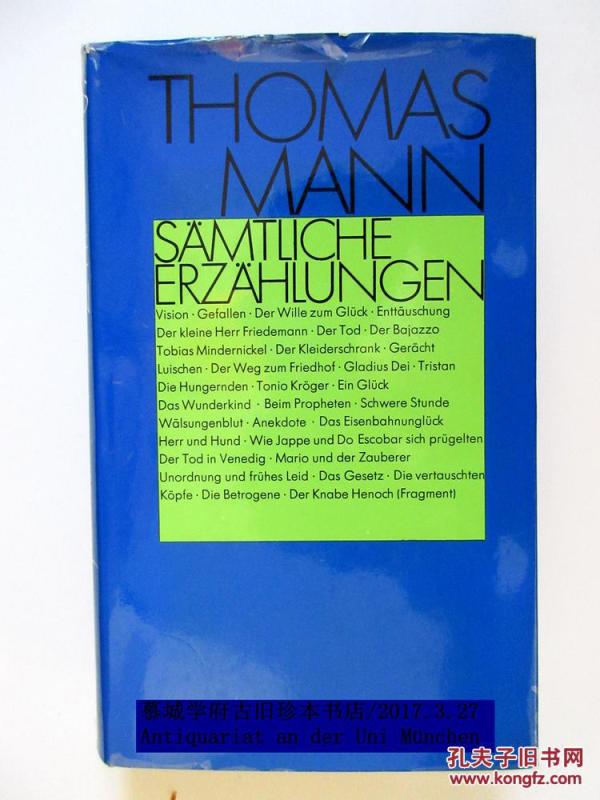 THOMAS
MANN
SÄMTLICHE
ERZÄHLUNGEN
Vision · Gefallen · Der Wille zum Glück · Enttäuschung
Der kleine Herr Friedemann · Der Tod · Der Bajazzo
Tobias Mindernickel · Der Kleiderschrank · Gerächt
Luischen · Der Weg zum Friedhof · Gladius Dei · Tristan
Die Hungernden · Tonio Kröger · Ein Glück
Das Wunderkind · Beim Propheten · Schwere Stunde
Wälsungenblut · Anekdote · Das Eisenbahnunglück
Herr und Hund · Wie Jappe und Do Escobar sich prügelten
Der Tod in Venedig · Mario und der Zauberer
Unordnung und frühes Leid · Das Gesetz · Die vertauschten
Köpfe · Die Betrogene · Der Knabe Henoch (Fragment)
慕城学府古旧珍本书店/2017.3.27
Antiquariat an der Uni München
孔夫子旧书网
www.kongfz.com